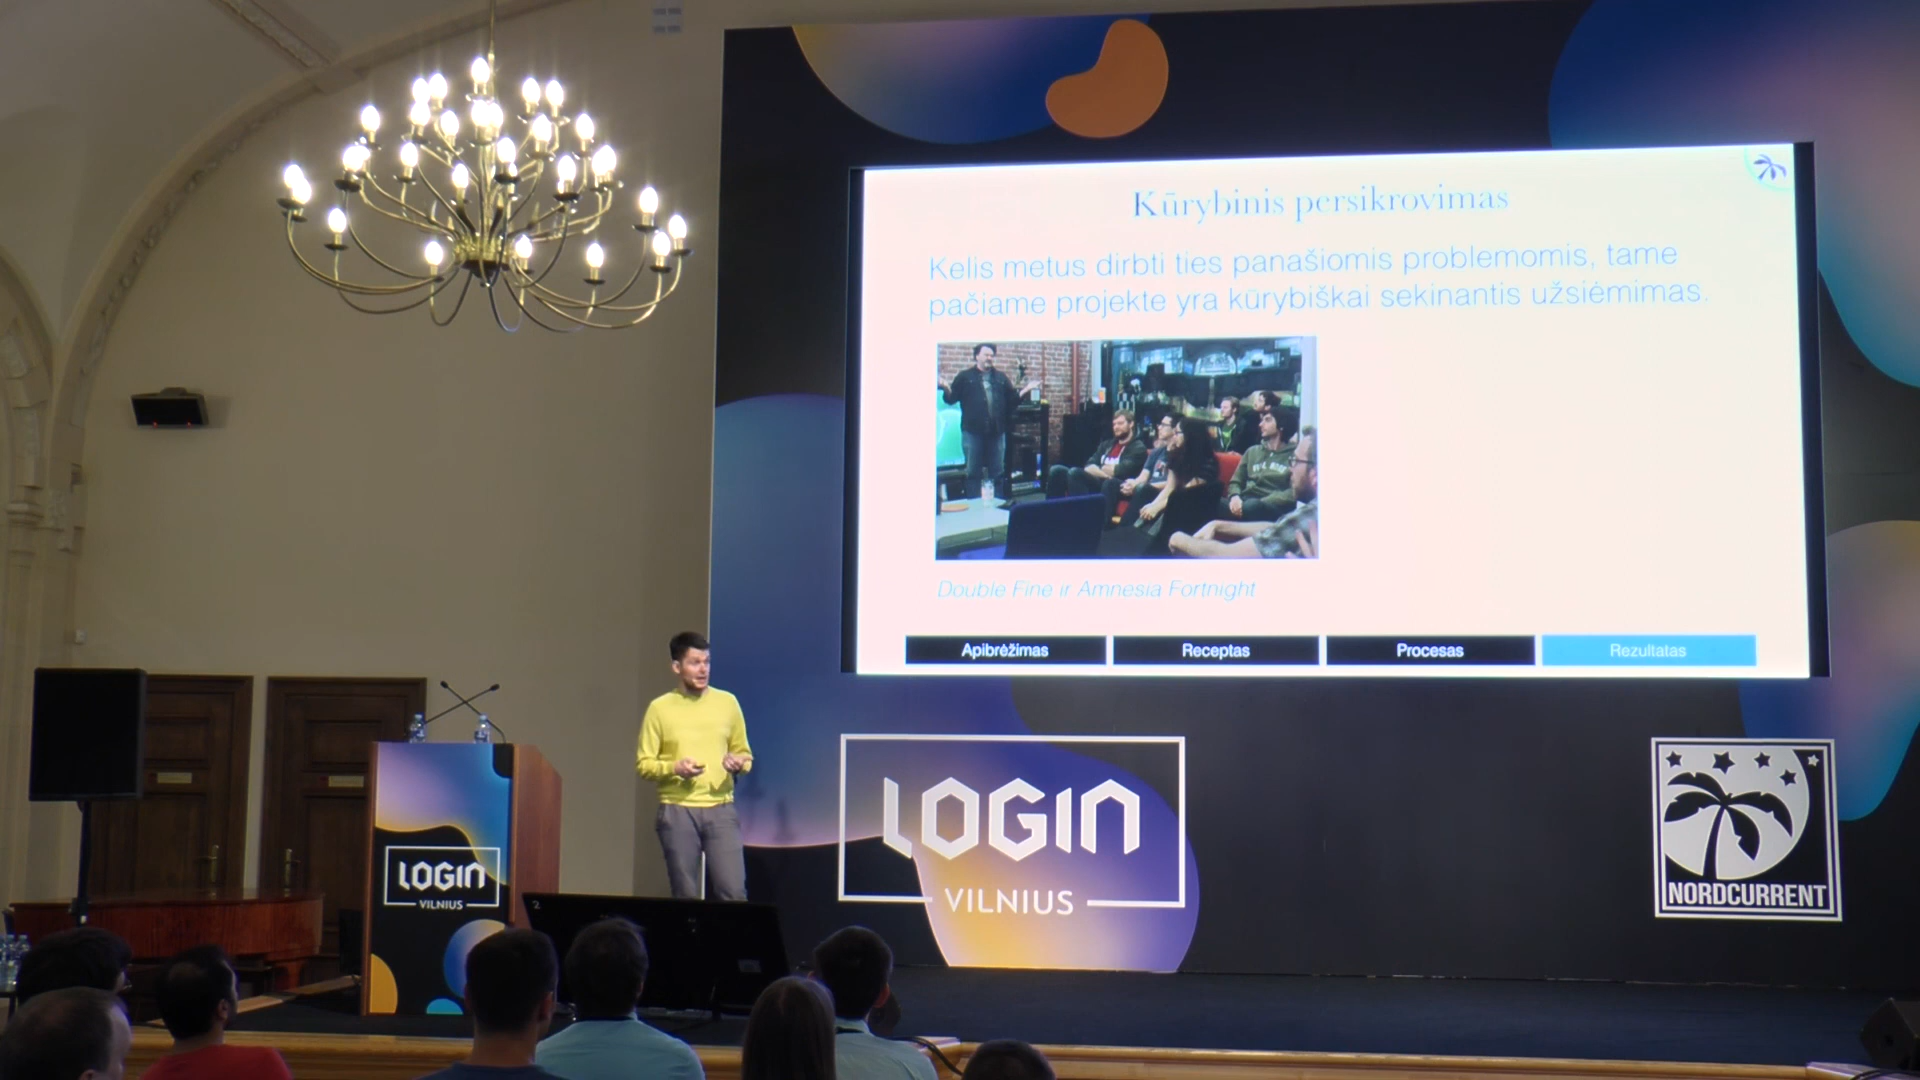 Kūrybinis persikrovimas
Kelis metus dirbti ties panašiomis problemomis, tame
pačiame projekte yra kūrybiškai sekinantis užsiėmimas.
Double Fine ir Amnesia Fortnight
Apibrėžimas
Receptas
Procesas
Rezultatas
LOGIN
VILNIUS
NORDCURRENT
LOGIN
VILNIUS
2